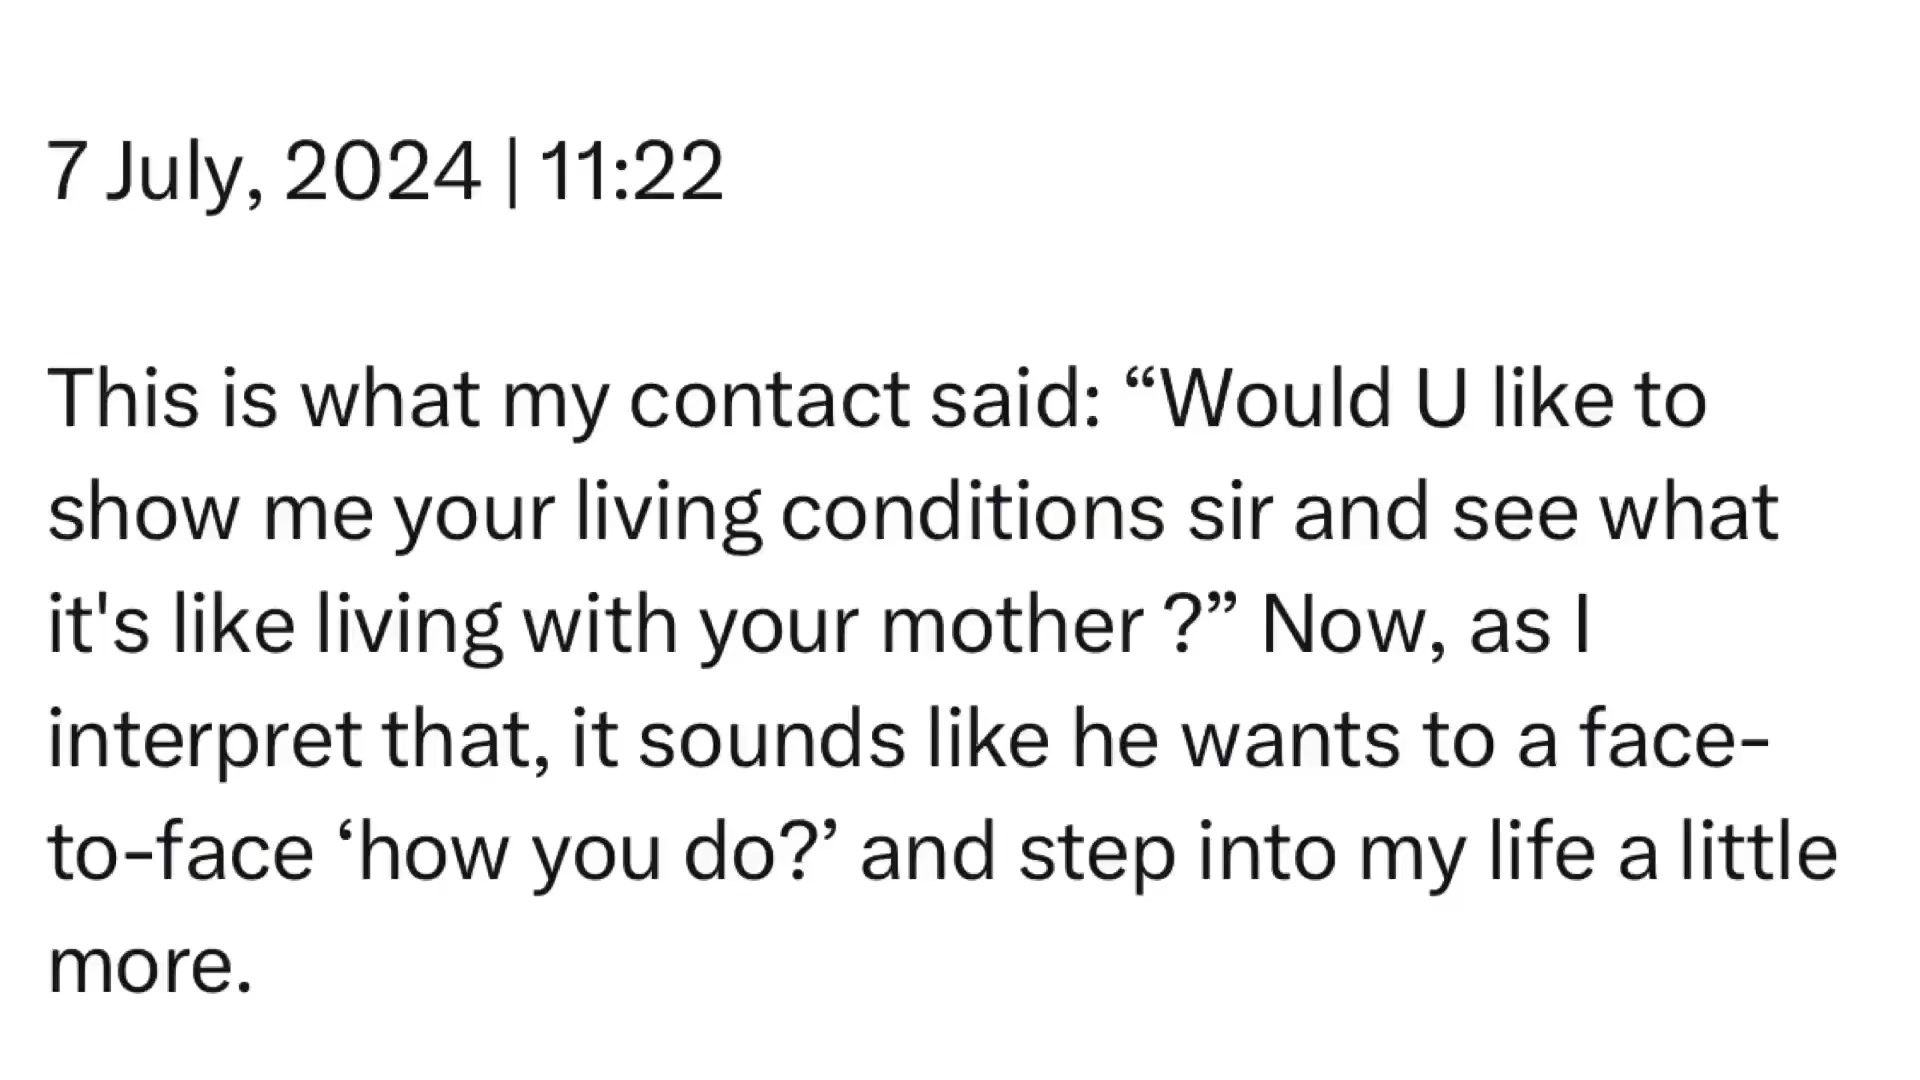 7 July, 2024 | 11:22
This is what my contact said: “Would U like to
show me your living conditions sir and see what
it's like living with your mother ?” Now, as I
interpret that, it sounds like he wants to a face-
to-face ‘how you do?’ and step into my life a little
more.